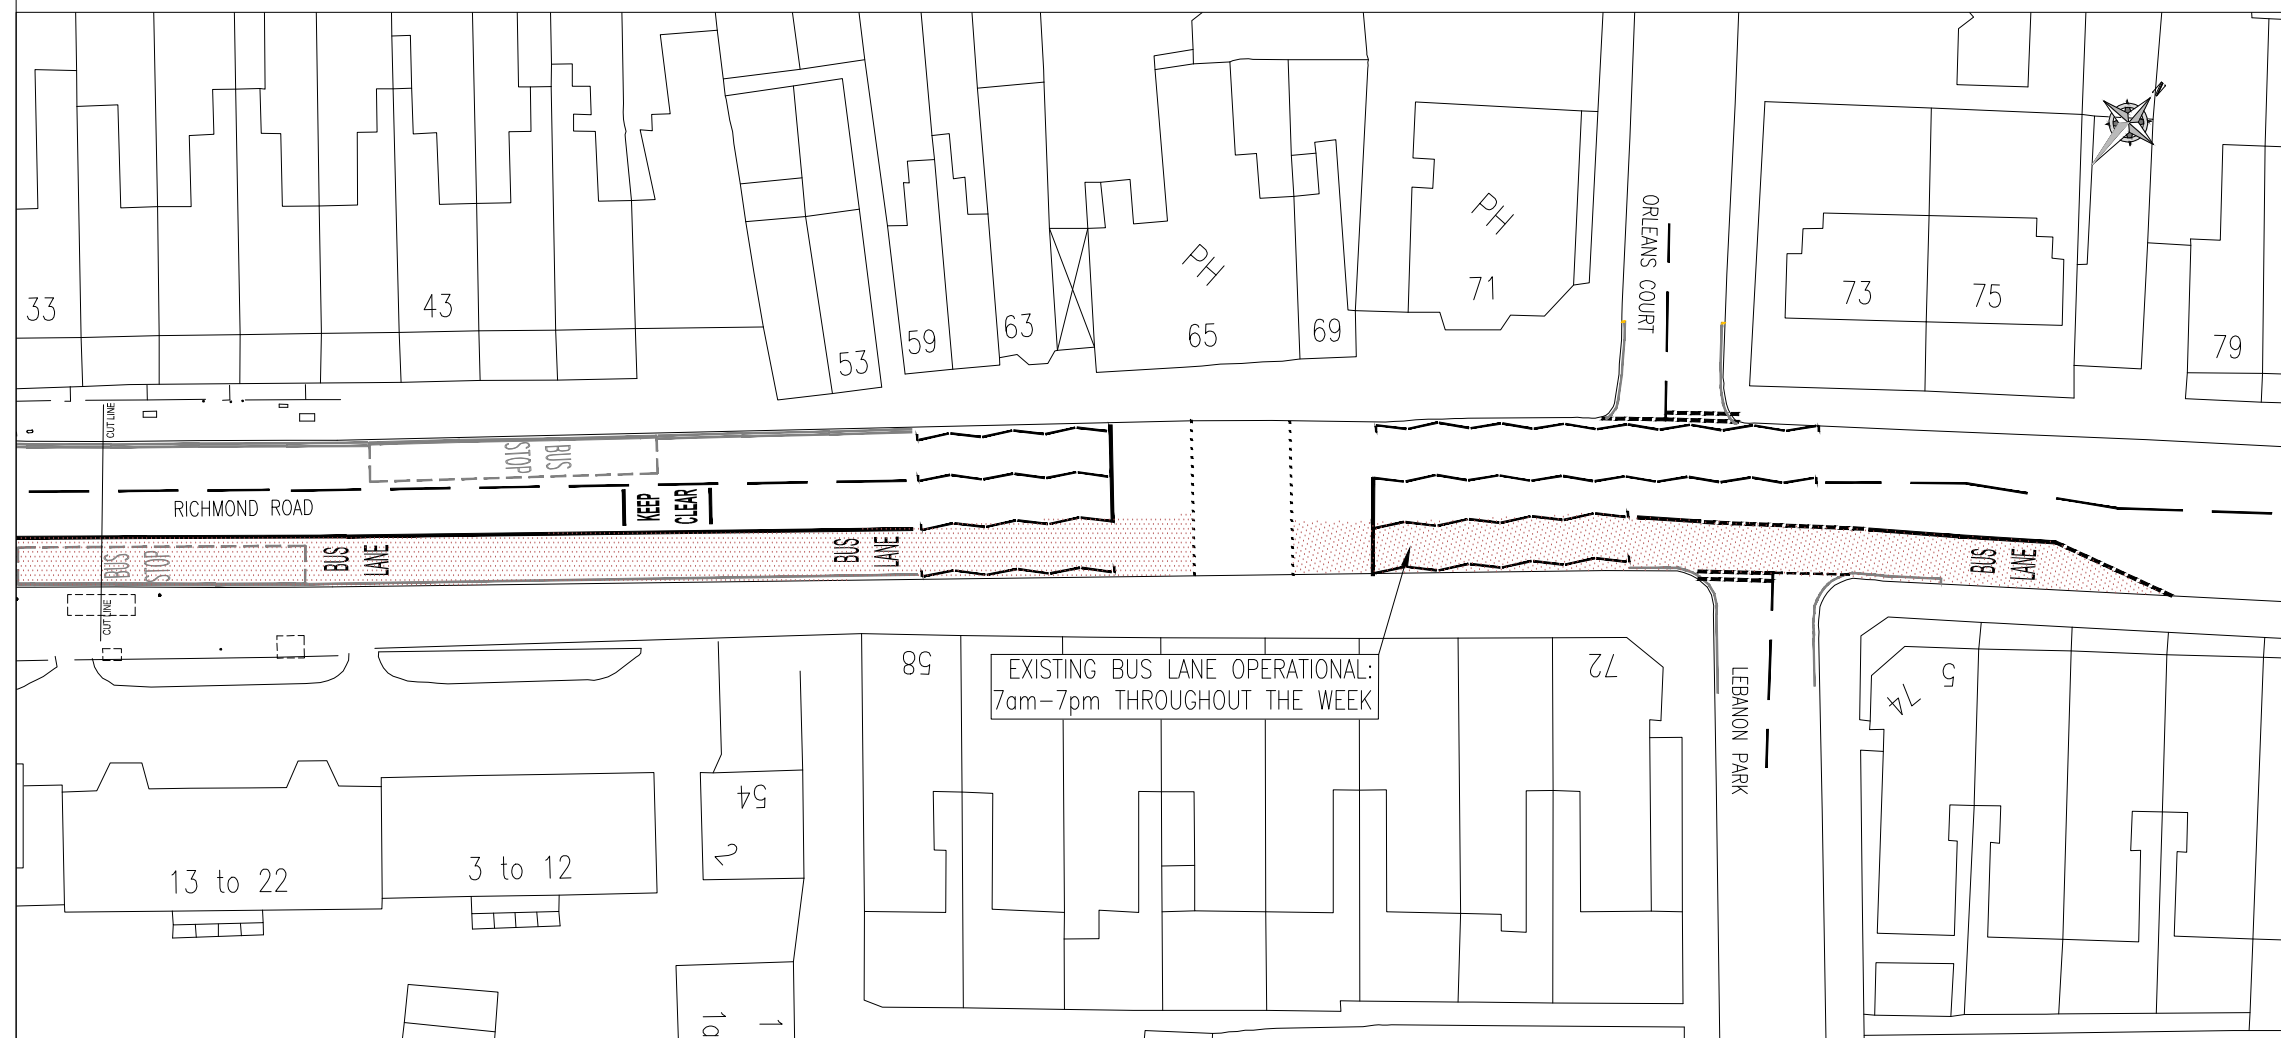 N
PH
PH
ORLEANS COURT
33
43
53
59
63
65
69
71
73
75
79
CUT LINE
BUS
STOP
RICHMOND ROAD
KEEP
CLEAR
BUS
STOP
BUS
LANE
BUS
LANE
BUS
LANE
CUT LINE
58
EXISTING BUS LANE OPERATIONAL:
7am-7pm THROUGHOUT THE WEEK
72
LEBANON PARK
74
5
54
2
13 to 22
3 to 12
1a
1